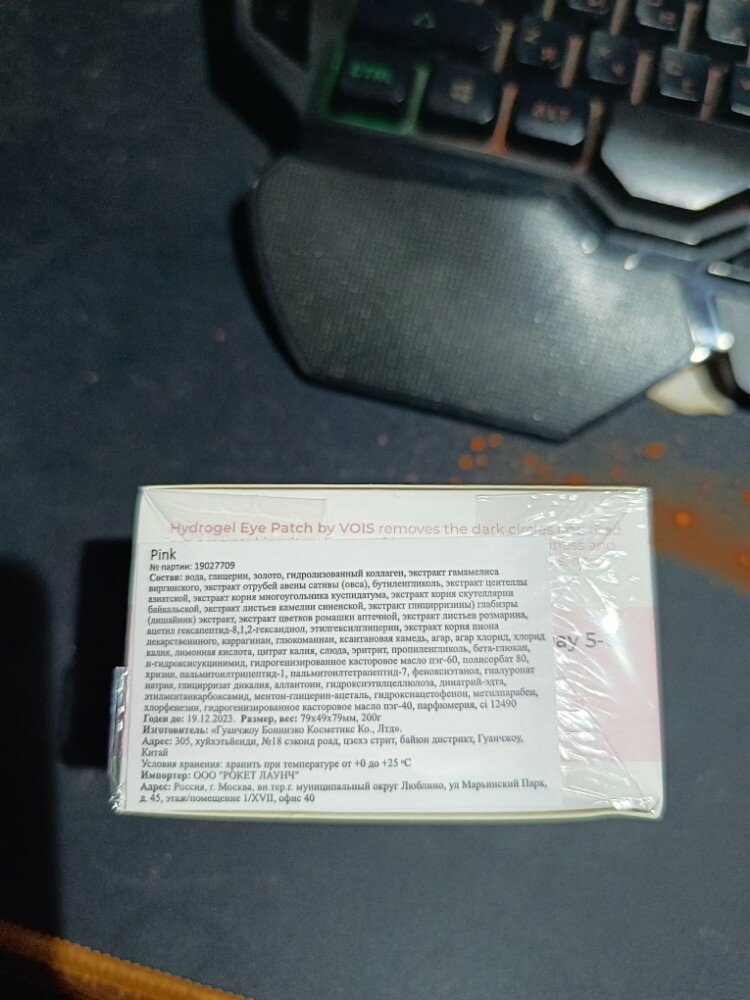 CTRL
ALT
Hydrogel Eye Patch by VOIS removes the dark circles
Pink
№ партии: 19027709
Состав: вода, глицерин, золото, гидролизованный коллаген, экстракт гамамелиса
виргинского, экстракт отрубей авены сативы (овса), бутиленгликоль, экстракт центеллы
азиатской, экстракт корня многоугольника куспидатума, экстракт корня скутеллярии
байкальской, экстракт листьев камелии синенской, экстракт глицирризины) глабизры
(лишайник) экстракт, экстракт цветков ромашки аптечной, экстракт листьев розмарина,
ацетил гексапептид-8,1,2-гександиол, этилгексилглицерин, экстракт корня пиона
лекарственнного, каррагинан, глюкоманнан, ксантановая камедь, агар, агар хлорид, хлорид
калия, лимонная кислота, цитрат калия, слюда, эритрит, пропиленгликоль, бета-глюкан,
н-гидроксисукцинимид, гидрогенизированное касторовое масло пэг-60, полисорбат 80,
хризин, пальмитоилтрипептид-1, пальмитоилтетрапептид-7, феноксиэтанол, гиалуронат
натрия, глицирризат дикалия, аллантоин, гидроксиэтилцеллюлоза, динатрий-эдта,
этилментанкарбоксамид, ментон-глицерин-ацеталь, гидроксиацетофенон, метилпарабен,
хлорфенезин, гидрогенизированное касторовое масло пэг-40, парфюмерия, ci 12490
Годен до: 19.12.2023. Размер, вес: 79х49х79мм, 200г
Изготовитель: «Гуанчжоу Бонниэко Косметикс Ко., Лтд».
Адрес: 305, хуйхэтьейсенди, №18 сэконд роад, цзєхэ стрит, байюн дистрикт, Гуанчжоу,
Китай
Условия хранения: хранить при температуре от +0 до +25 °C
Импортер: ООО "РОКЕТ ЛАУНЧ"
Адрес: Россия, г. Москва, вн.тер.г. муниципальный округ Люблино, ул Марьинский Парк,
д. 45, этаж/помещение 1/XVII, офис 40